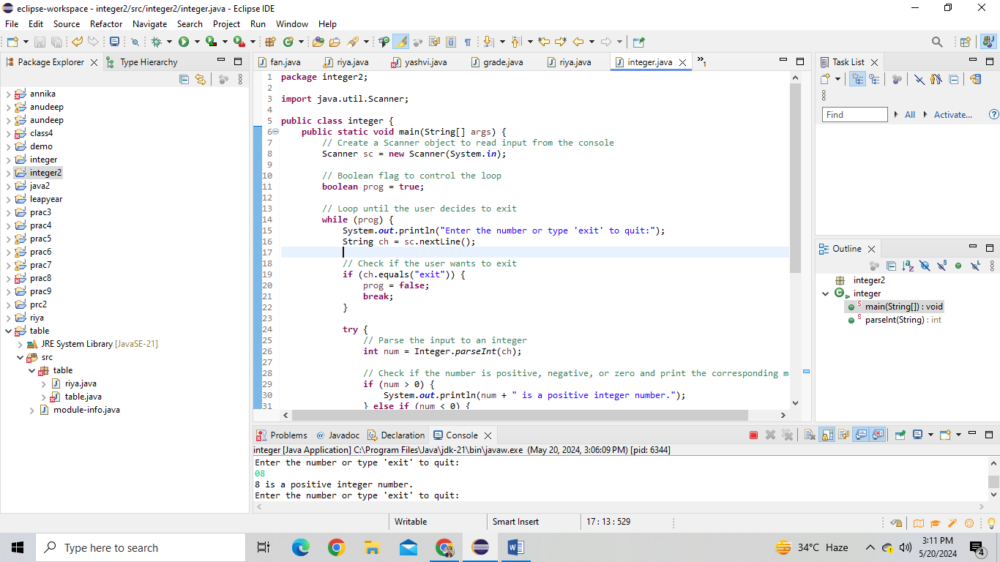 eclipse-workspace - integer2/src/integer2/integer.java - Eclipse IDE
File Edit Source Refactor Navigate Search Project Run Window Help
Package Explorer Type Hierarchy
annika
anudeep
aundeep
class4
demo
integer
integer2
java2
leapyear
prac3
prac4
prac5
prac6
prac7
prac8
prac9
prc2
riya
table
JRE System Library [JavaSE-21]
src
table
riya.java
table.java
module-info.java
fan.java riya.java yashvi.java grade.java riya.java integer.java »1
1 package integer2;
2
3 import java.util.Scanner;
4
5 public class integer {
6 public static void main(String[] args) {
7 // Create a Scanner object to read input from the console
8 Scanner sc = new Scanner(System.in);
9
10 // Boolean flag to control the loop
11 boolean prog = true;
12
13 // Loop until the user decides to exit
14 while (prog) {
15 System.out.println("Enter the number or type 'exit' to quit:");
16 String ch = sc.nextLine();
17
18 // Check if the user wants to exit
19 if (ch.equals("exit")) {
20 prog = false;
21 break;
22 }
23
24 try {
25 // Parse the input to an integer
26 int num = Integer.parseInt(ch);
27
28 // Check if the number is positive, negative, or zero and print the corresponding m
29 if (num > 0) {
30 System.out.println(num + " is a positive integer number.");
31 } else if (num < 0) {
Task List
Find All Activate...
Outline
integer2
integer
main(String[]) : void
parseInt(String) : int
Problems @ Javadoc Declaration Console
integer [Java Application] C:\Program Files\Java\jdk-21\bin\javaw.exe (May 20, 2024, 3:06:09 PM) [pid: 6344]
Enter the number or type 'exit' to quit:
08
8 is a positive integer number.
Enter the number or type 'exit' to quit:
Writable Smart Insert 17 : 13 : 529
Type here to search
34°C Haze
3:11 PM
5/20/2024
4